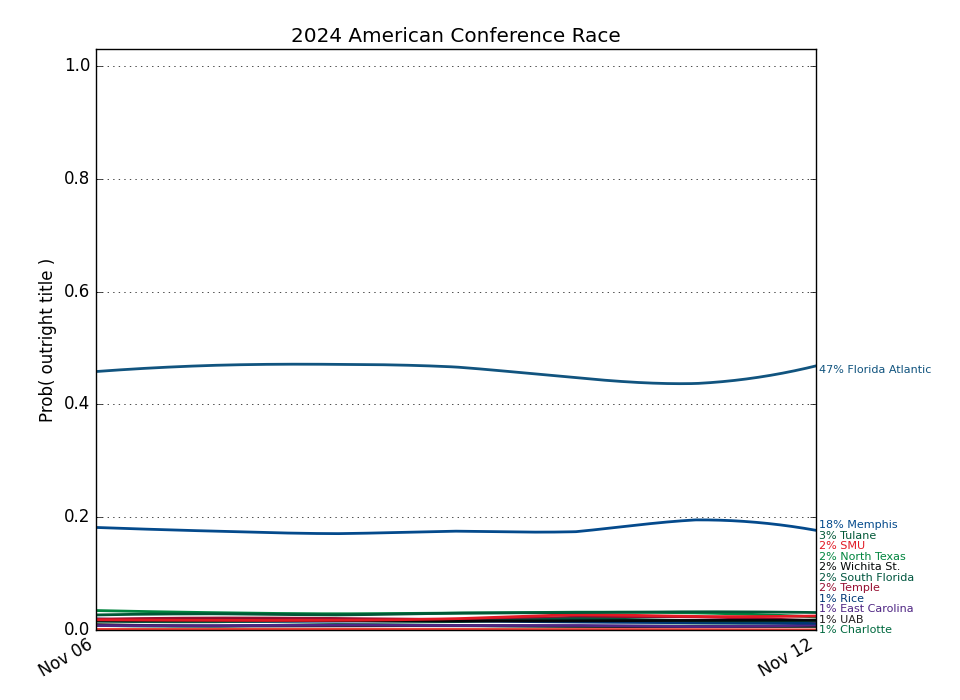 2024 American Conference Race
Prob( outright title )
1.0
0.8
0.6
0.4
0.2
0.0
Nov 06
Nov 12
47% Florida Atlantic
18% Memphis
3% Tulane
2% SMU
2% North Texas
2% Wichita St.
2% South Florida
2% Temple
1% Rice
1% East Carolina
1% UAB
1% Charlotte